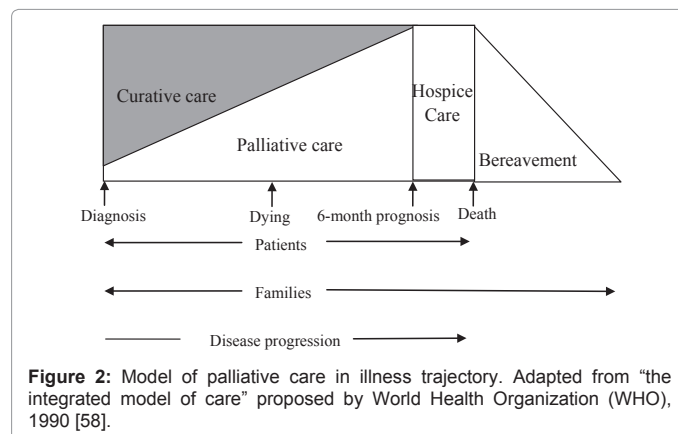 Curative care
Hospice
Care
Palliative care
Bereavement
Diagnosis
Dying
6-month prognosis
Death
Patients
Families
Disease progression
Figure 2: Model of palliative care in illness trajectory. Adapted from “the
integrated model of care” proposed by World Health Organization (WHO),
1990 [58].